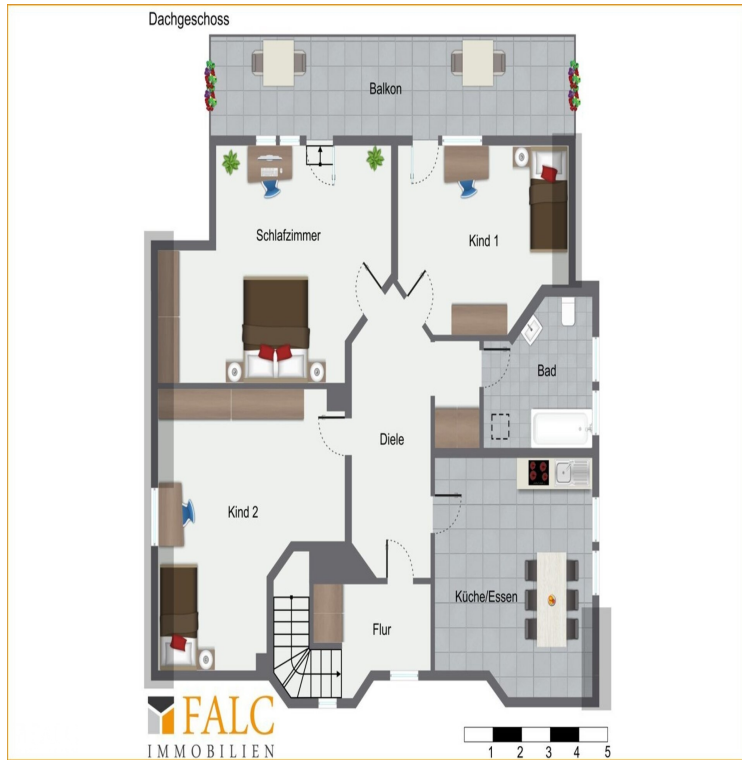 Dachgeschoss
Balkon
Schlafzimmer
Kind 1
Bad
Diele
Kind 2
Küche/Essen
Flur
FALC
IMMOBILIEN
1 2 3 4 5